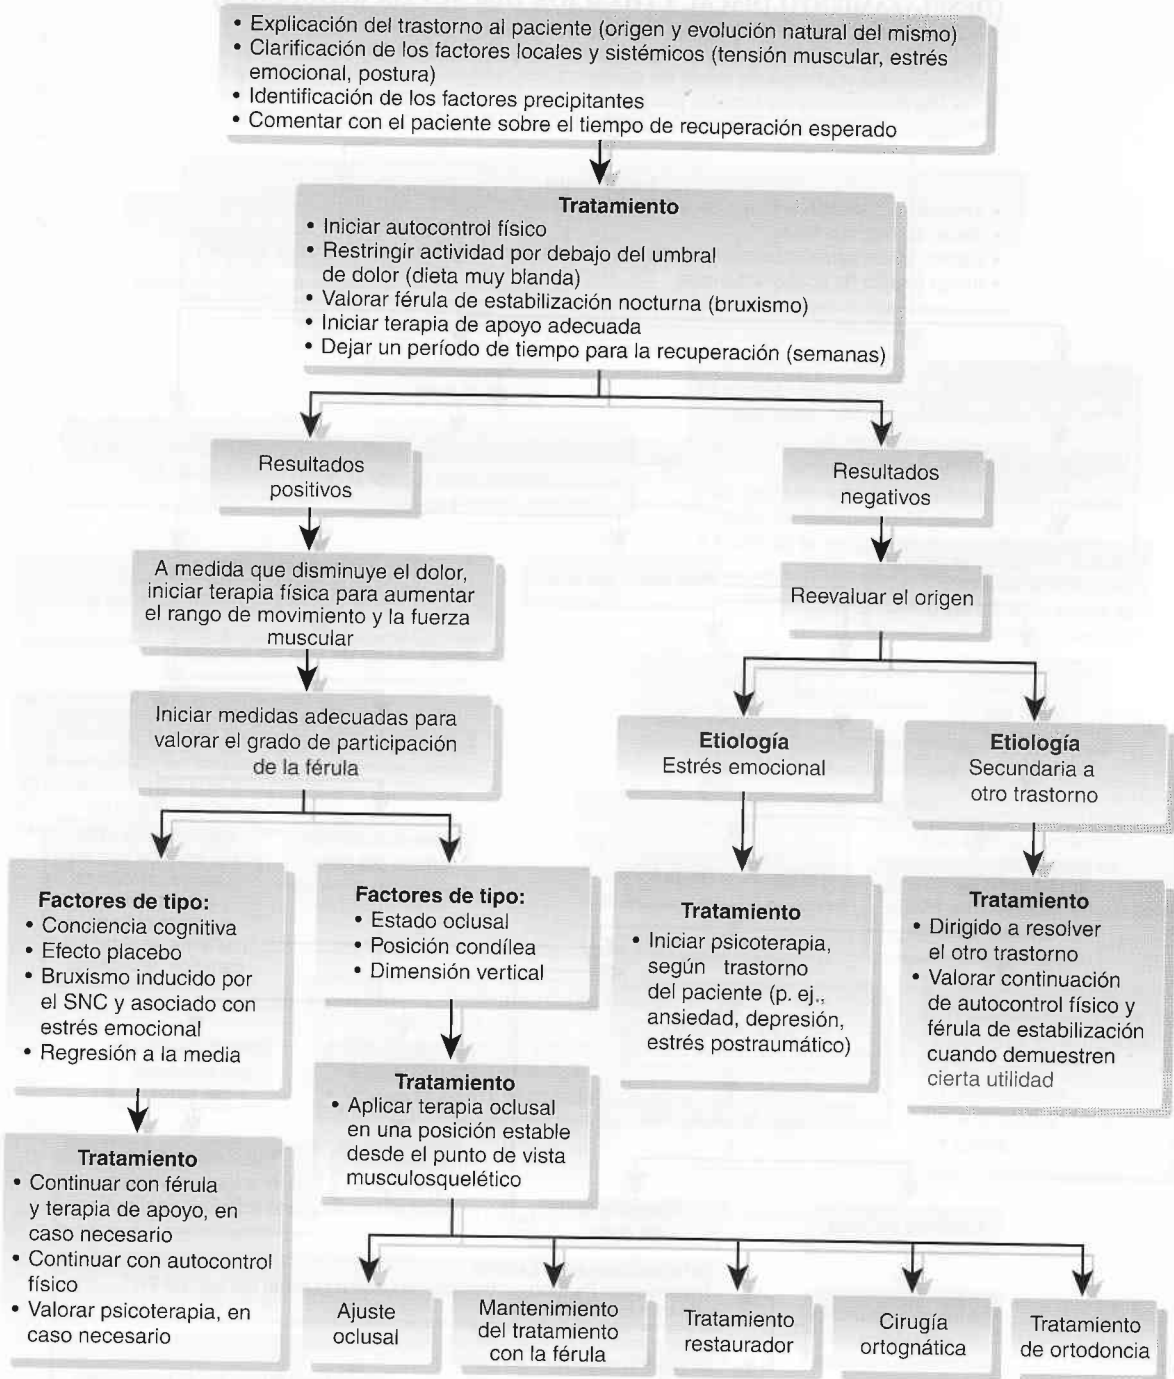 • Explicación del trastorno al paciente (origen y evolución natural del mismo)
• Clarificación de los factores locales y sistémicos (tensión muscular, estrés
emocional, postura)
• Identificación de los factores precipitantes
• Comentar con el paciente sobre el tiempo de recuperación esperado
Tratamiento
• Iniciar autocontrol físico
• Restringir actividad por debajo del umbral
de dolor (dieta muy blanda)
• Valorar férula de estabilización nocturna (bruxismo)
• Iniciar terapia de apoyo adecuada
• Dejar un período de tiempo para la recuperación (semanas)
Resultados
positivos
A medida que disminuye el dolor,
iniciar terapia física para aumentar
el rango de movimiento y la fuerza
muscular
Iniciar medidas adecuadas para
valorar el grado de participación
de la férula
Factores de tipo:
• Conciencia cognitiva
• Efecto placebo
• Bruxismo inducido por
el SNC y asociado con
estrés emocional
• Regresión a la media
Tratamiento
• Continuar con férula
y terapia de apoyo, en
caso necesario
• Continuar con autocontrol
físico
• Valorar psicoterapia, en
caso necesario
Factores de tipo:
• Estado oclusal
• Posición condílea
• Dimensión vertical
Tratamiento
• Aplicar terapia oclusal
en una posición estable
desde el punto de vista
musculosquelético
Ajuste
oclusal
Mantenimiento
del tratamiento
con la férula
Tratamiento
restaurador
Cirugía
ortognática
Tratamiento
de ortodoncia
Resultados
negativos
Reevaluar el origen
Etiología
Estrés emocional
Tratamiento
• Iniciar psicoterapia,
según trastorno
del paciente (p. ej.,
ansiedad, depresión,
estrés postraumático)
Etiología
Secundaria a
otro trastorno
Tratamiento
• Dirigido a resolver
el otro trastorno
• Valorar continuación
de autocontrol físico y
férula de estabilización
cuando demuestren
cierta utilidad